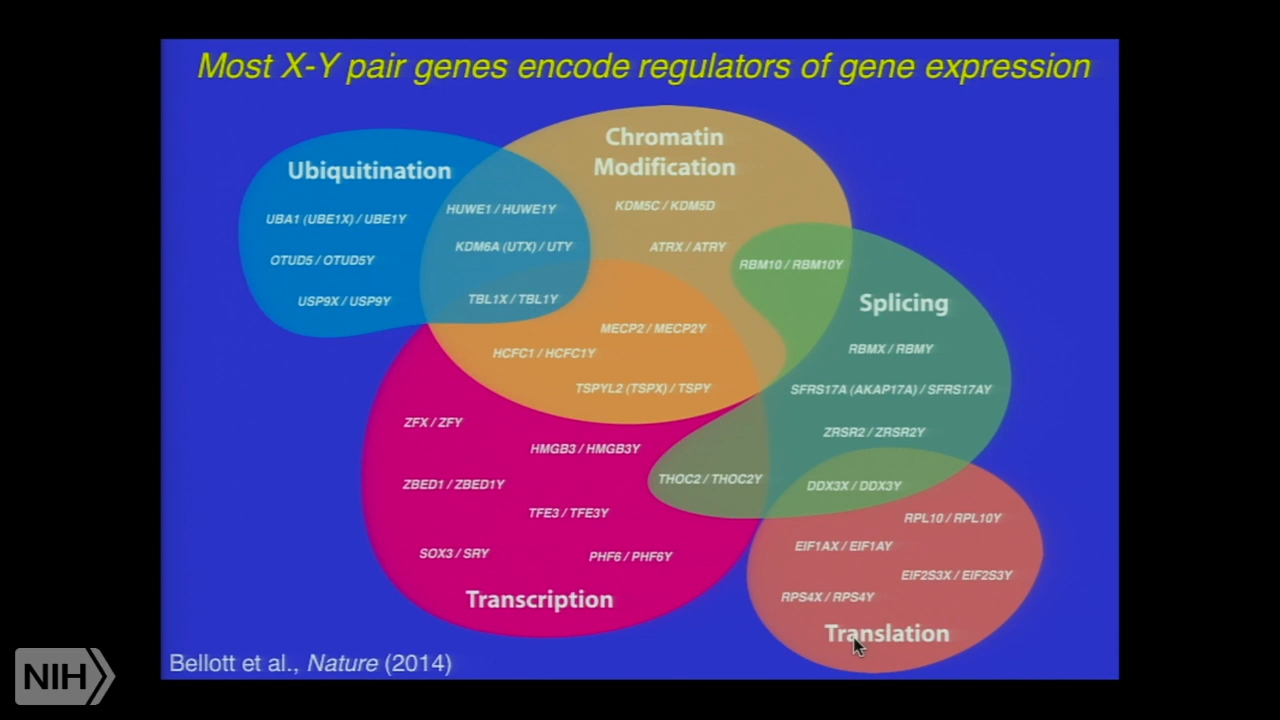 Most X-Y pair genes encode regulators of gene expression
Chromatin
Modification
Ubiquitination
KDM5C / KDM5D
HUWE1 / HUWE1Y
UBA1 (UBE1X) / UBE1Y
KDM6A (UTX) / UTY
ATRX / ATRY
OTUD5 / OTUD5Y
RBM10 / RBM10Y
USP9X / USP9Y
TBL1X / TBL1Y
Splicing
MECP2 / MECP2Y
HCFC1 / HCFC1Y
RBMX / RBMY
TSPYL2 (TSPX) / TSPY
SFRS17A (AKAP17A) / SFRS17AY
ZFX / ZFY
ZRSR2 / ZRSR2Y
HMGB3 / HMGB3Y
THOC2 / THOC2Y
ZBED1 / ZBED1Y
DDX3X / DDX3Y
TFE3 / TFE3Y
RPL10 / RPL10Y
SOX3 / SRY
PHF6 / PHF6Y
EIF1AX / EIF1AY
EIF2S3X / EIF2S3Y
RPS4X / RPS4Y
Transcription
Translation
Bellott et al., Nature (2014)
NIH